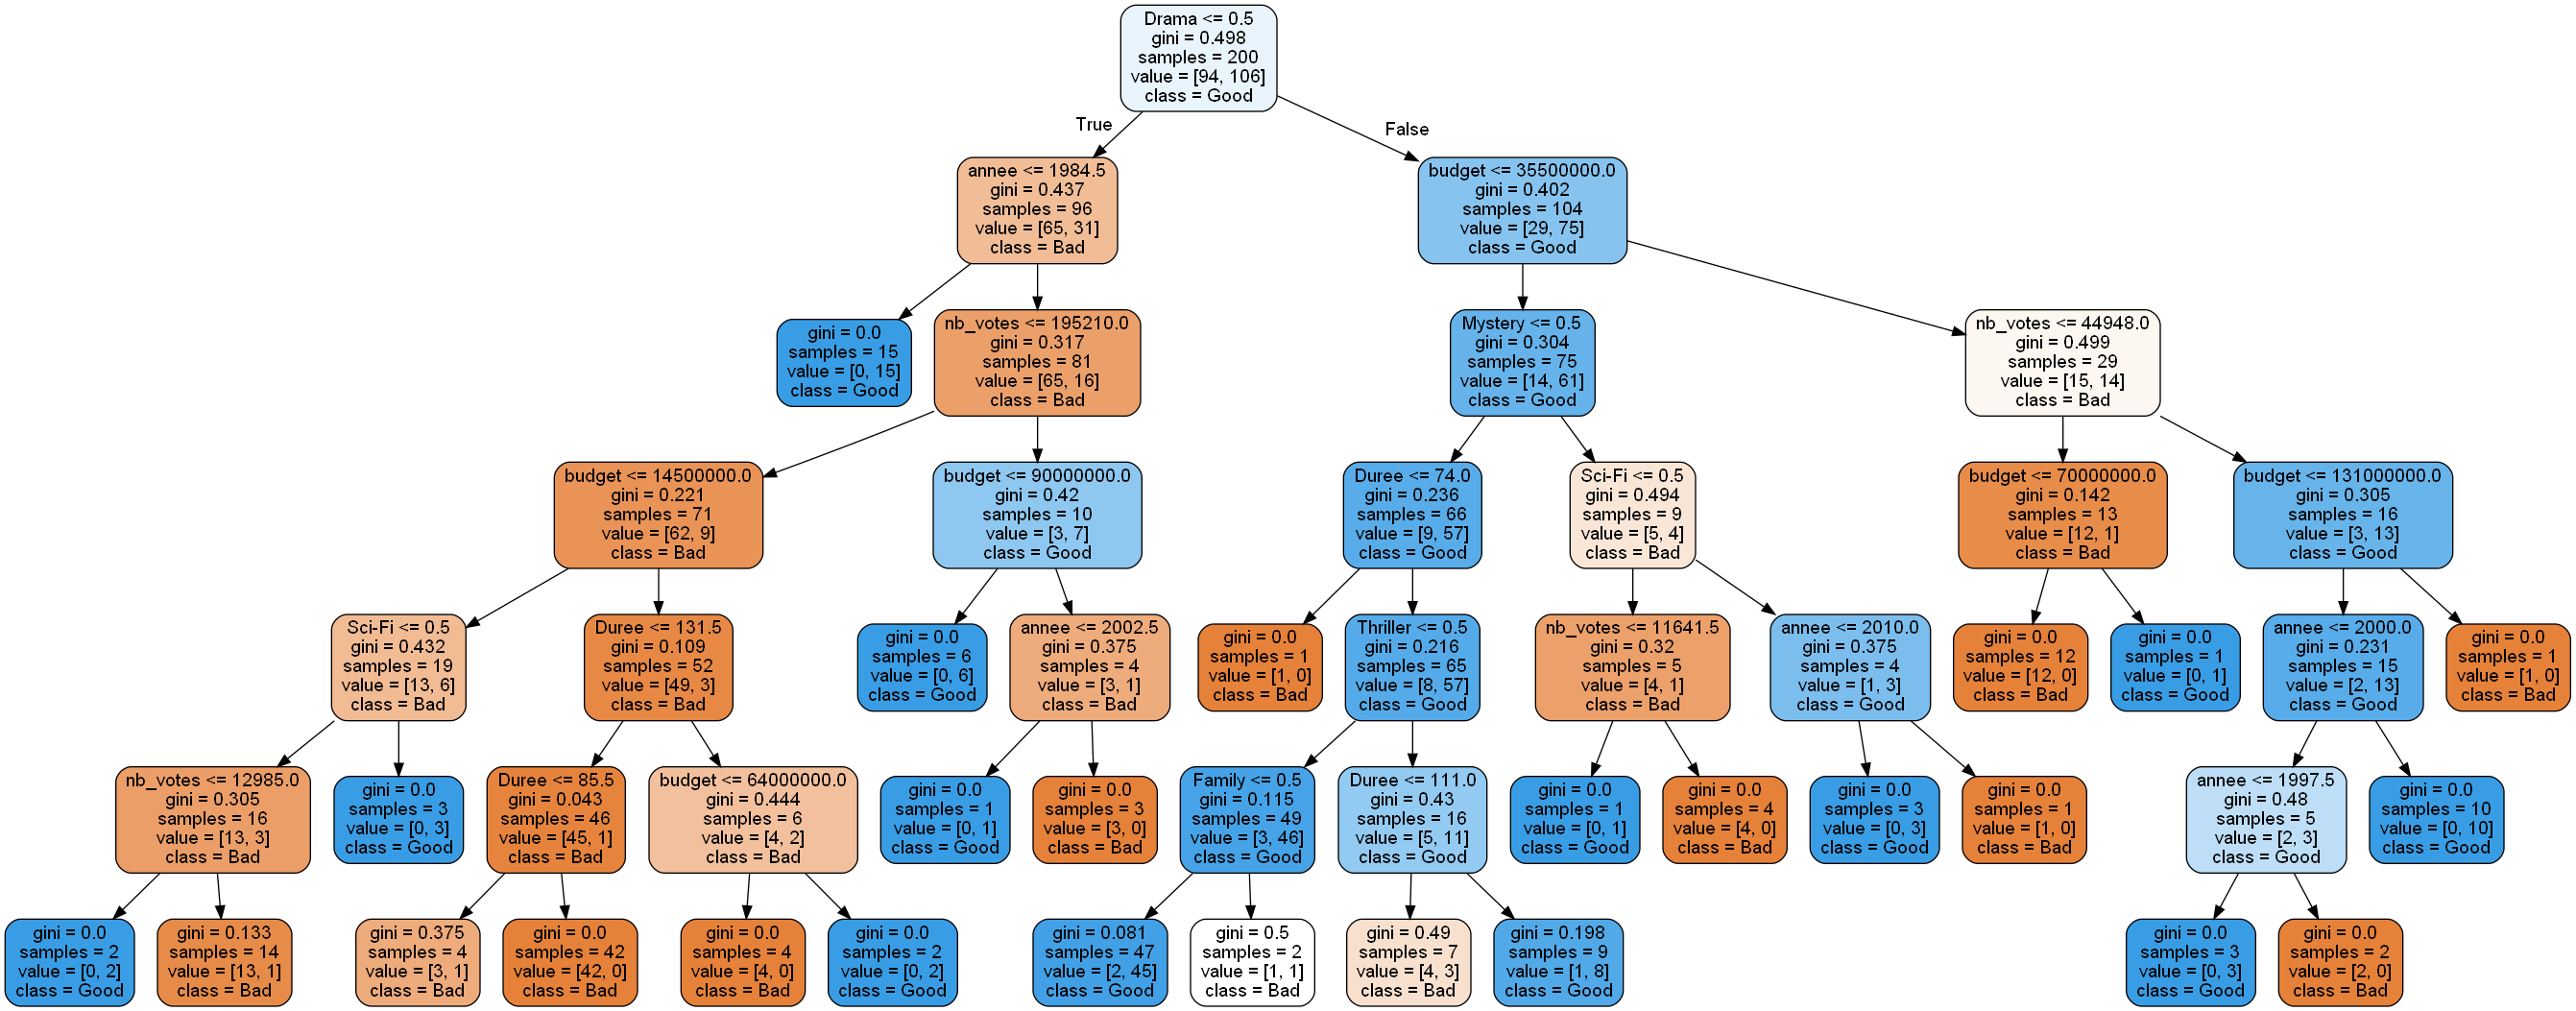 Drama <= 0.5
gini = 0.498
samples = 200
value = [94, 106]
class = Good
True
False
annee <= 1984.5
gini = 0.437
samples = 96
value = [65, 31]
class = Bad
budget <= 35500000.0
gini = 0.402
samples = 104
value = [29, 75]
class = Good
gini = 0.0
samples = 15
value = [0, 15]
class = Good
nb_votes <= 195210.0
gini = 0.317
samples = 81
value = [65, 16]
class = Bad
Mystery <= 0.5
gini = 0.304
samples = 75
value = [14, 61]
class = Good
nb_votes <= 44948.0
gini = 0.499
samples = 29
value = [15, 14]
class = Bad
budget <= 14500000.0
gini = 0.221
samples = 71
value = [62, 9]
class = Bad
budget <= 90000000.0
gini = 0.42
samples = 10
value = [3, 7]
class = Good
Duree <= 74.0
gini = 0.236
samples = 66
value = [9, 57]
class = Good
Sci-Fi <= 0.5
gini = 0.494
samples = 9
value = [5, 4]
class = Bad
budget <= 70000000.0
gini = 0.142
samples = 13
value = [12, 1]
class = Bad
budget <= 131000000.0
gini = 0.305
samples = 16
value = [3, 13]
class = Good
Sci-Fi <= 0.5
gini = 0.432
samples = 19
value = [13, 6]
class = Bad
Duree <= 131.5
gini = 0.109
samples = 52
value = [49, 3]
class = Bad
gini = 0.0
samples = 6
value = [0, 6]
class = Good
annee <= 2002.5
gini = 0.375
samples = 4
value = [3, 1]
class = Bad
gini = 0.0
samples = 1
value = [1, 0]
class = Bad
Thriller <= 0.5
gini = 0.216
samples = 65
value = [8, 57]
class = Good
nb_votes <= 11641.5
gini = 0.32
samples = 5
value = [4, 1]
class = Bad
annee <= 2010.0
gini = 0.375
samples = 4
value = [1, 3]
class = Good
gini = 0.0
samples = 12
value = [12, 0]
class = Bad
gini = 0.0
samples = 1
value = [0, 1]
class = Good
annee <= 2000.0
gini = 0.231
samples = 15
value = [2, 13]
class = Good
gini = 0.0
samples = 1
value = [1, 0]
class = Bad
nb_votes <= 12985.0
gini = 0.305
samples = 16
value = [13, 3]
class = Bad
gini = 0.0
samples = 3
value = [0, 3]
class = Good
Duree <= 85.5
gini = 0.043
samples = 46
value = [45, 1]
class = Bad
budget <= 64000000.0
gini = 0.444
samples = 6
value = [4, 2]
class = Bad
gini = 0.0
samples = 1
value = [0, 1]
class = Good
gini = 0.0
samples = 3
value = [3, 0]
class = Bad
Family <= 0.5
gini = 0.115
samples = 49
value = [3, 46]
class = Good
Duree <= 111.0
gini = 0.43
samples = 16
value = [5, 11]
class = Good
gini = 0.0
samples = 1
value = [0, 1]
class = Good
gini = 0.0
samples = 4
value = [4, 0]
class = Bad
gini = 0.0
samples = 3
value = [0, 3]
class = Good
gini = 0.0
samples = 1
value = [1, 0]
class = Bad
annee <= 1997.5
gini = 0.48
samples = 5
value = [2, 3]
class = Good
gini = 0.0
samples = 10
value = [0, 10]
class = Good
gini = 0.0
samples = 2
value = [0, 2]
class = Good
gini = 0.133
samples = 14
value = [13, 1]
class = Bad
gini = 0.375
samples = 4
value = [3, 1]
class = Bad
gini = 0.0
samples = 42
value = [42, 0]
class = Bad
gini = 0.0
samples = 4
value = [4, 0]
class = Bad
gini = 0.0
samples = 2
value = [0, 2]
class = Good
gini = 0.081
samples = 47
value = [2, 45]
class = Good
gini = 0.5
samples = 2
value = [1, 1]
class = Bad
gini = 0.49
samples = 7
value = [4, 3]
class = Bad
gini = 0.198
samples = 9
value = [1, 8]
class = Good
gini = 0.0
samples = 3
value = [0, 3]
class = Good
gini = 0.0
samples = 2
value = [2, 0]
class = Bad